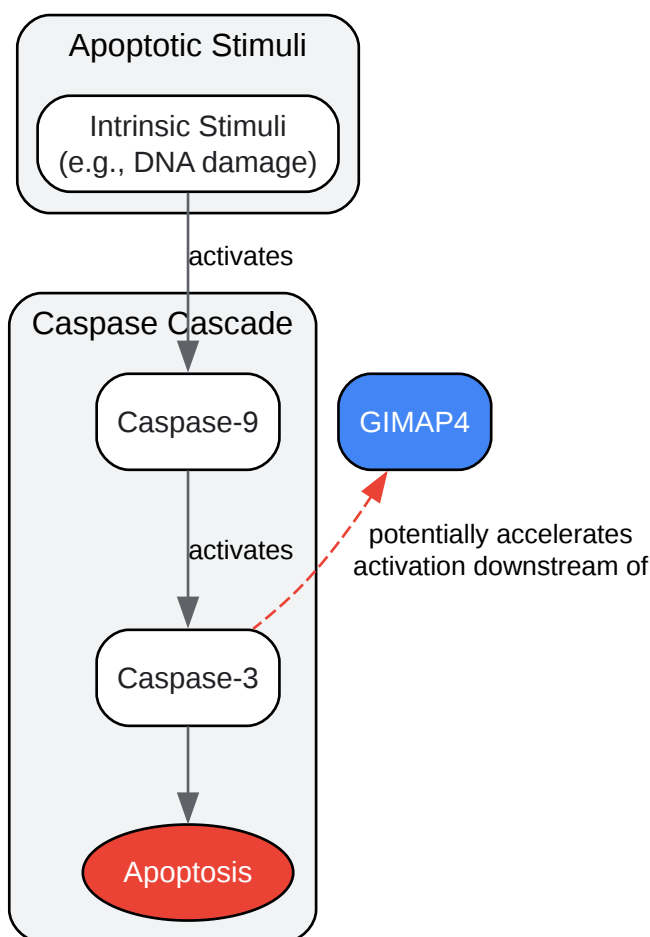 Apoptotic Stimuli
Intrinsic Stimuli
(e.g., DNA damage)
activates
Caspase Cascade
Caspase-9
GIMAP4
activates
potentially accelerates
activation downstream of
Caspase-3
Apoptosis